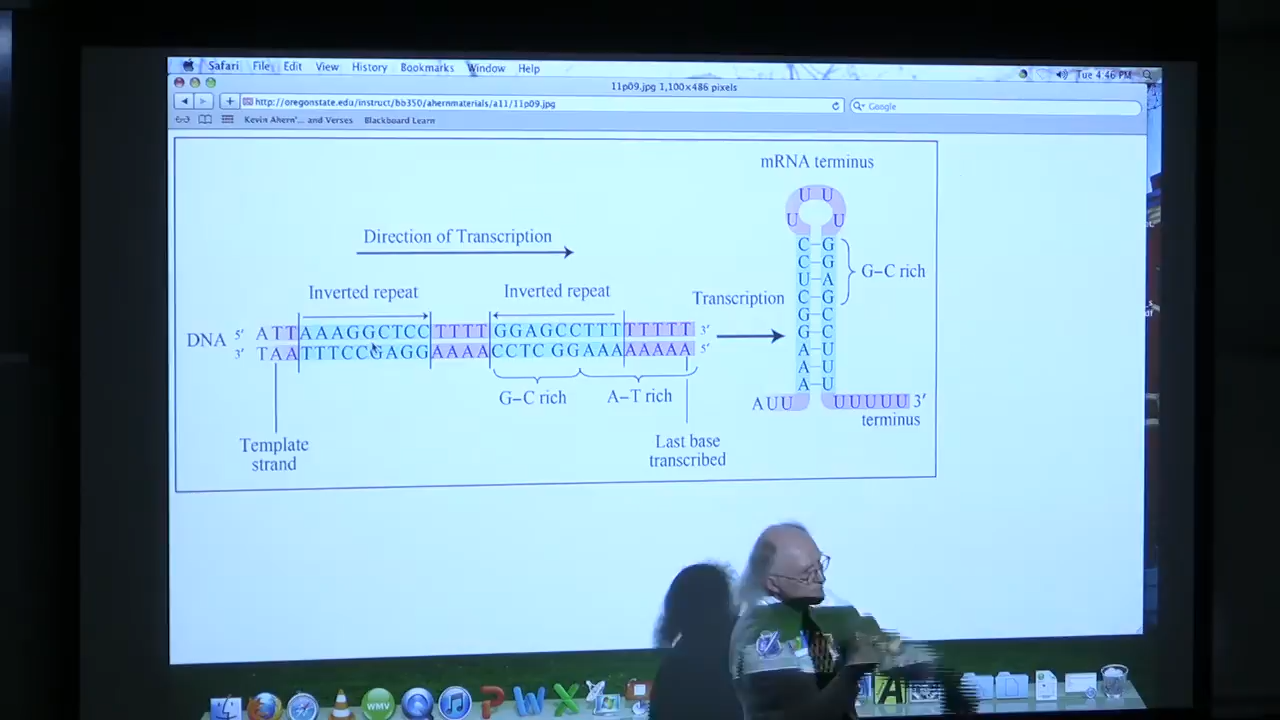 Safari File Edit View History Bookmarks Window Help Tue 4:46 PM
11p09.jpg 1,100×486 pixels
http://oregonstate.edu/instruct/bb350/ahernmaterials/a11/11p09.jpg Google
Kevin Ahern'... and Verses Blackboard Learn
mRNA terminus
U U
U U
Direction of Transcription
C–G
C–G
U–A
C–G
G–C
G–C
A–U
A–U
A–U
G–C rich
Inverted repeat Inverted repeat
Transcription
DNA 5′ ATTAAAGGCTCCTTTTGGAGCCTTTTTTTT 3′
3′ TAATTTCCGAGGAAAACCTCGGAAAAAAAA 5′
G–C rich A–T rich
AUU UUUUU 3′
terminus
Template
strand
Last base
transcribed
WMV
P W X
A